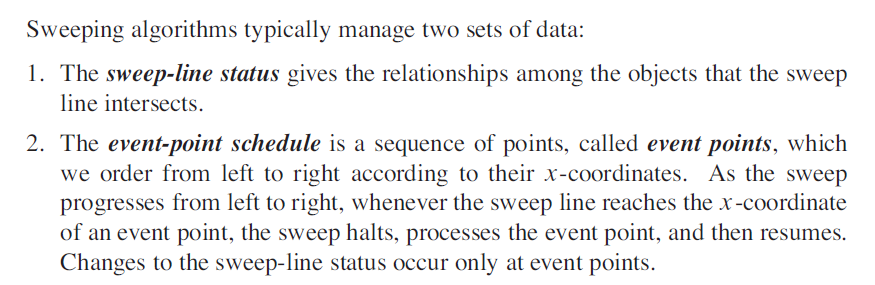 Sweeping algorithms typically manage two sets of data:
1. The sweep-line status gives the relationships among the objects that the sweep
line intersects.
2. The event-point schedule is a sequence of points, called event points, which
we order from left to right according to their x-coordinates. As the sweep
progresses from left to right, whenever the sweep line reaches the x-coordinate
of an event point, the sweep halts, processes the event point, and then resumes.
Changes to the sweep-line status occur only at event points.